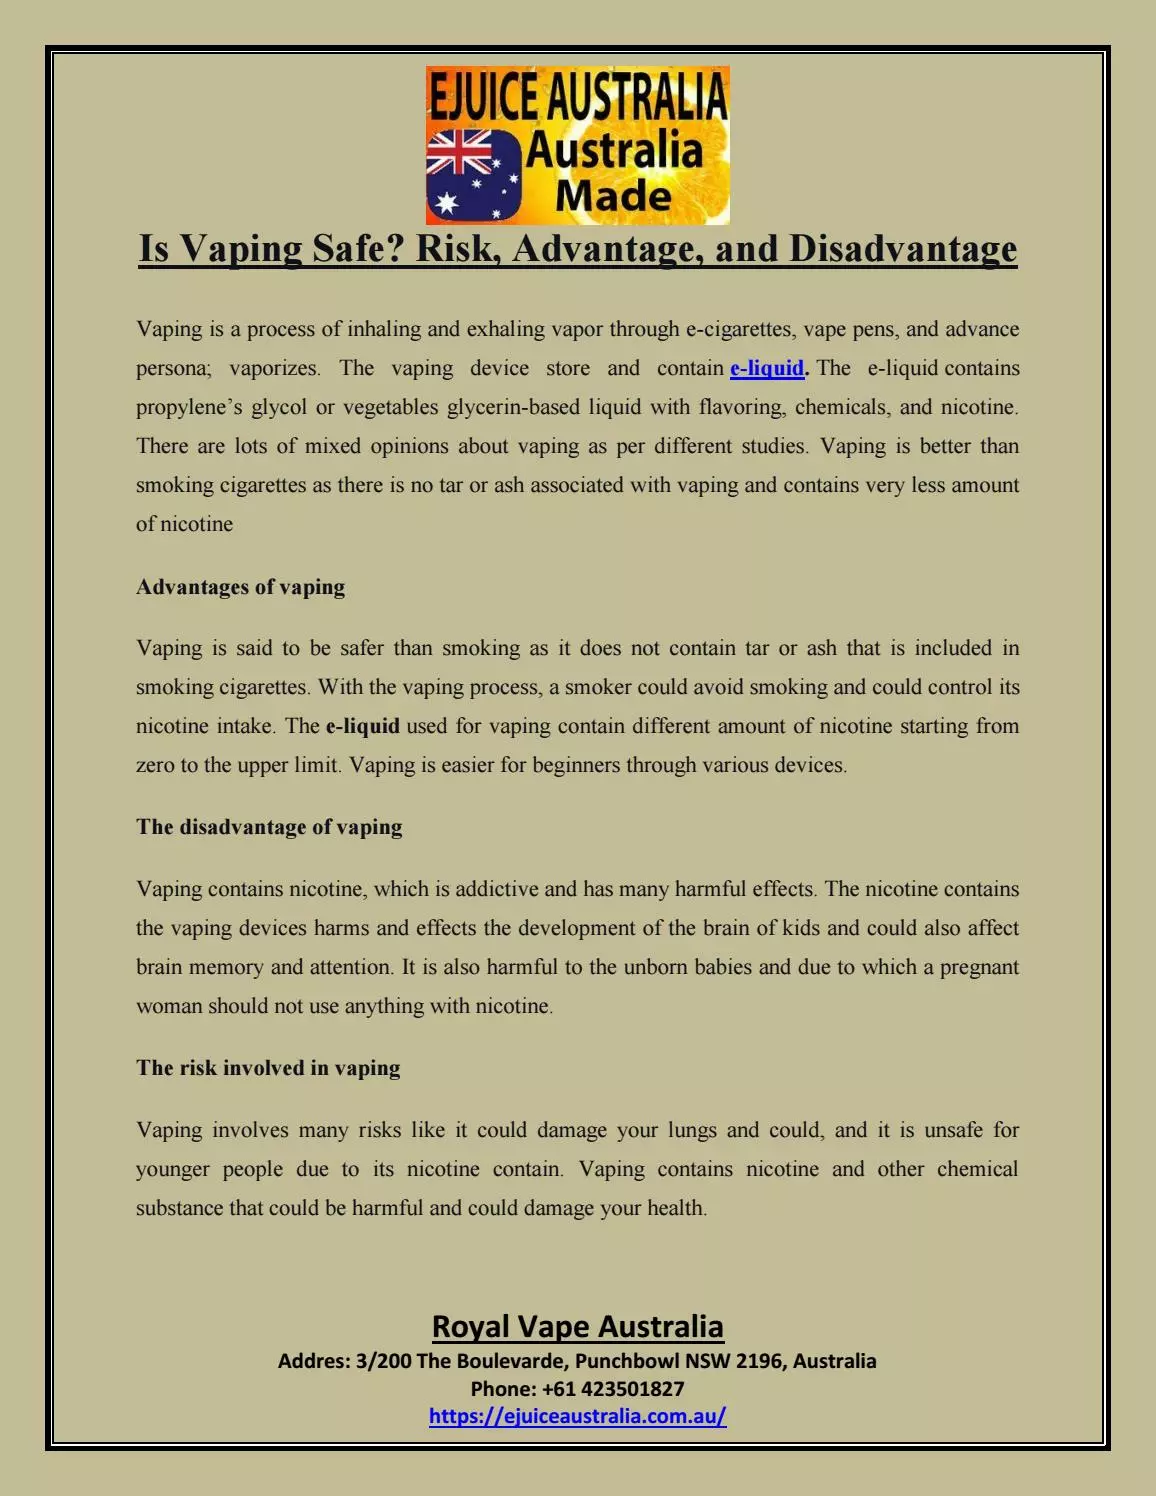 EJUICE AUSTRALIA
Australia
Made
Is Vaping Safe? Risk, Advantage, and Disadvantage
Vaping is a process of inhaling and exhaling vapor through e-cigarettes, vape pens, and advance
persona; vaporizes. The vaping device store and contain e-liquid. The e-liquid contains
propylene’s glycol or vegetables glycerin-based liquid with flavoring, chemicals, and nicotine.
There are lots of mixed opinions about vaping as per different studies. Vaping is better than
smoking cigarettes as there is no tar or ash associated with vaping and contains very less amount
of nicotine
Advantages of vaping
Vaping is said to be safer than smoking as it does not contain tar or ash that is included in
smoking cigarettes. With the vaping process, a smoker could avoid smoking and could control its
nicotine intake. The e-liquid used for vaping contain different amount of nicotine starting from
zero to the upper limit. Vaping is easier for beginners through various devices.
The disadvantage of vaping
Vaping contains nicotine, which is addictive and has many harmful effects. The nicotine contains
the vaping devices harms and effects the development of the brain of kids and could also affect
brain memory and attention. It is also harmful to the unborn babies and due to which a pregnant
woman should not use anything with nicotine.
The risk involved in vaping
Vaping involves many risks like it could damage your lungs and could, and it is unsafe for
younger people due to its nicotine contain. Vaping contains nicotine and other chemical
substance that could be harmful and could damage your health.
Royal Vape Australia
Addres: 3/200 The Boulevarde, Punchbowl NSW 2196, Australia
Phone: +61 423501827
https://ejuiceaustralia.com.au/